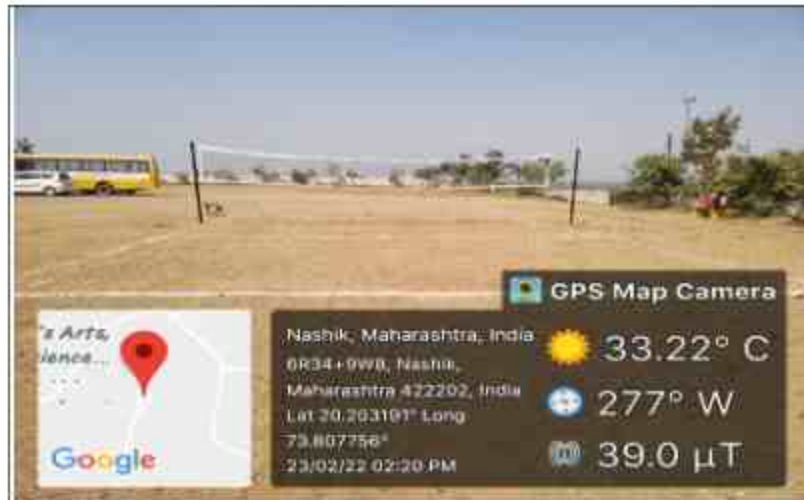 GPS Map Camera
's Arts,
ience...
Google
Nashik, Maharashtra, India
6R34+9W8, Nashik,
Maharashtra 422202, India
Lat 20.203191° Long
73.807756°
23/02/22 02:20 PM
33.22° C
277° W
39.0 µT